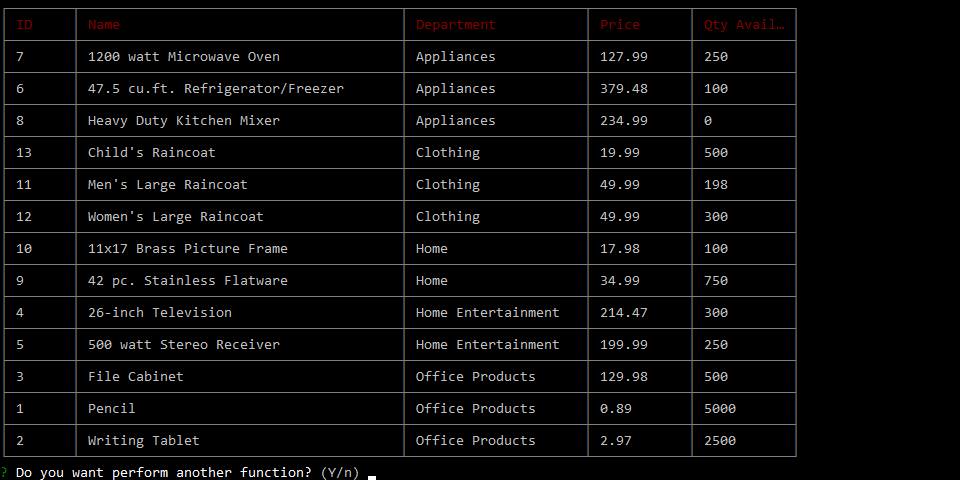 ID Name Department Price Qty Avail…
7 1200 watt Microwave Oven Appliances 127.99 250
6 47.5 cu.ft. Refrigerator/Freezer Appliances 379.48 100
8 Heavy Duty Kitchen Mixer Appliances 234.99 0
13 Child's Raincoat Clothing 19.99 500
11 Men's Large Raincoat Clothing 49.99 198
12 Women's Large Raincoat Clothing 49.99 300
10 11x17 Brass Picture Frame Home 17.98 100
9 42 pc. Stainless Flatware Home 34.99 750
4 26-inch Television Home Entertainment 214.47 300
5 500 watt Stereo Receiver Home Entertainment 199.99 250
3 File Cabinet Office Products 129.98 500
1 Pencil Office Products 0.89 5000
2 Writing Tablet Office Products 2.97 2500
? Do you want perform another function? (Y/n)